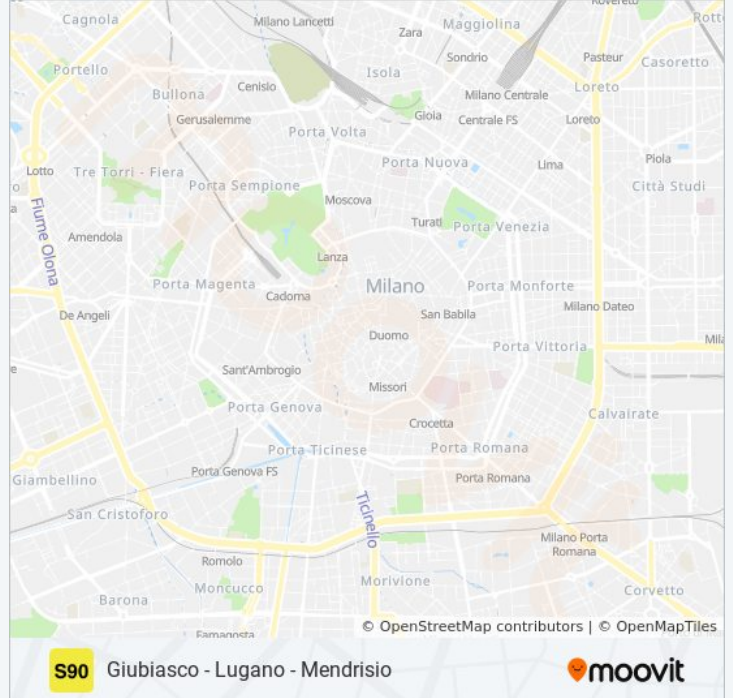 Rovereto
Cagnola
Milano Lancetti
Maggiolina
Rott
Zara
Sondrio
Pasteur
Casoretto
Portello
Isola
Cenisio
Loreto
Bullona
Milano Centrale
Gerusalemme
Gioia
Centrale FS
Loreto
Porta Volta
Piola
Porta Nuova
Lima
Lotto
Tre Torri - Fiera
Porta Sempione
Città Studi
o
Moscova
a
Turati
Porta Venezia
Fiume Olona
Amendola
Lanza
Porta Magenta
Milano
Porta Monforte
Cadorna
Milano Dateo
De Angeli
San Babila
Duomo
Mila
Porta Vittoria
e
Sant'Ambrogio
Missori
Porta Genova
Calvairate
Crocetta
Porta Ticinese
Porta Romana
Porta Genova FS
Porta Romana
Giambellino
Ticinello
San Cristoforo
Milano Porta
Romana
Romolo
Morivione
Moncucco
Corvetto
Barona
Famagosta
© OpenStreetMap contributors | © OpenMapTiles
S90 Giubiasco - Lugano - Mendrisio
moovit